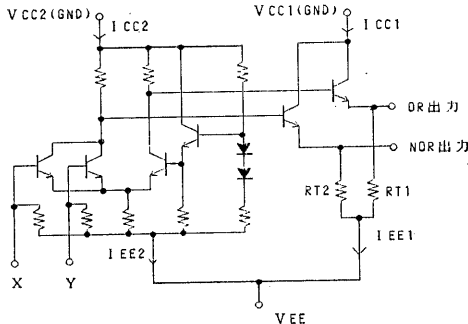 VCC2(GND)
ICC2
VCC1(GND)
ICC1
OR出力
NOR出力
RT2
RT1
IEE1
IEE2
X
Y
VEE